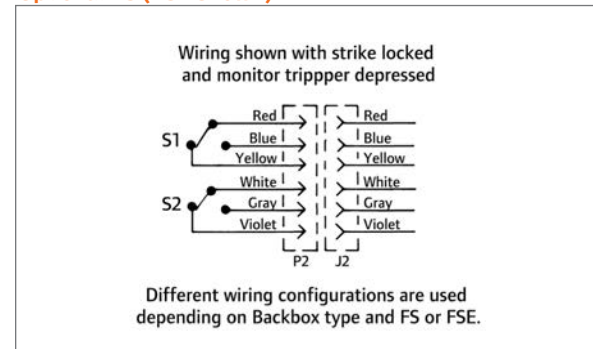 Wiring shown with strike locked
and monitor trippper depressed
Red Red
S1 Blue Blue
Yellow Yellow
White White
S2 Gray Gray
Violet Violet
P2 J2
Different wiring configurations are used
depending on Backbox type and FS or FSE.